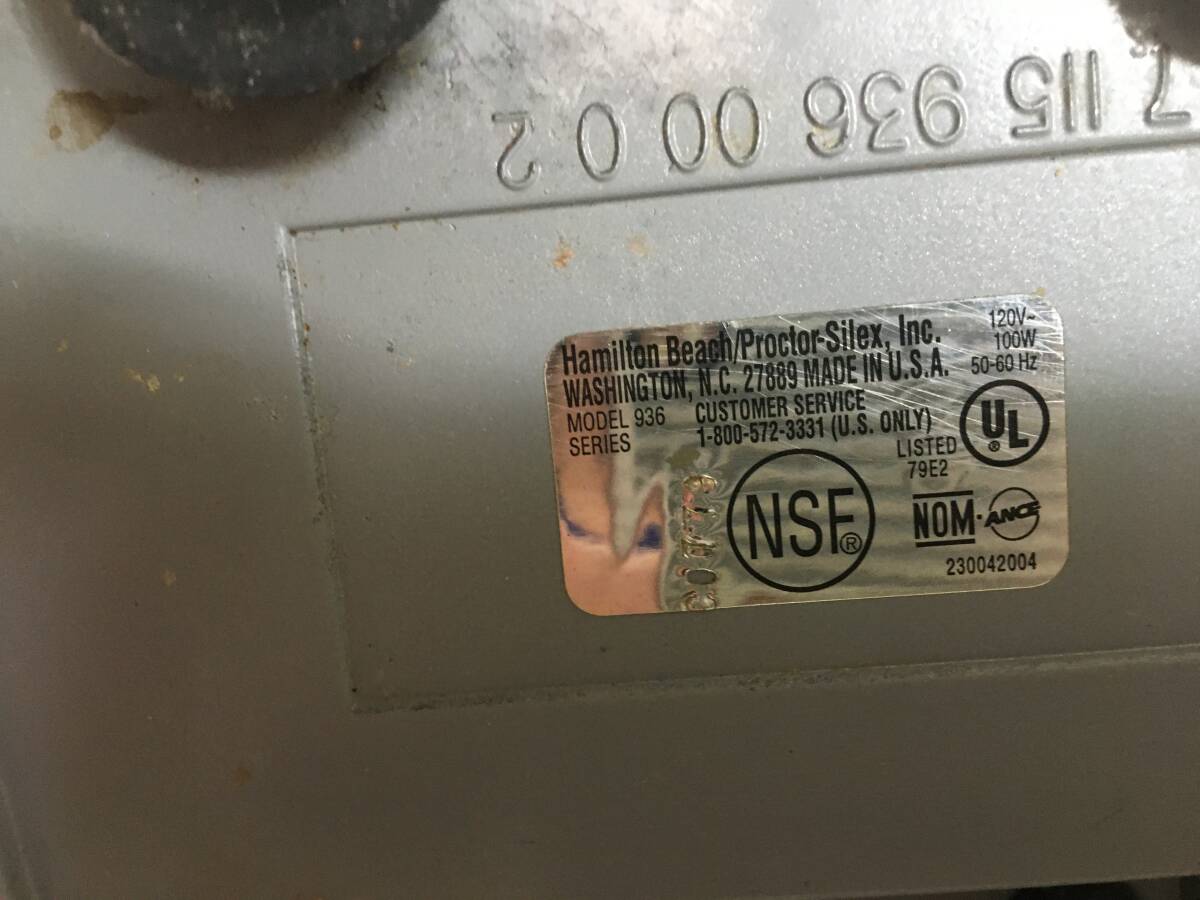 7 115 936 00 0 2
Hamilton Beach/Proctor-Silex, Inc.
WASHINGTON, N.C. 27889 MADE IN U.S.A.
120V~
100W
50-60 Hz
MODEL 936
SERIES
CUSTOMER SERVICE
1-800-572-3331 (U.S. ONLY)
LISTED
79E2
UL®
NSF®
NOM-ANCE
230042004